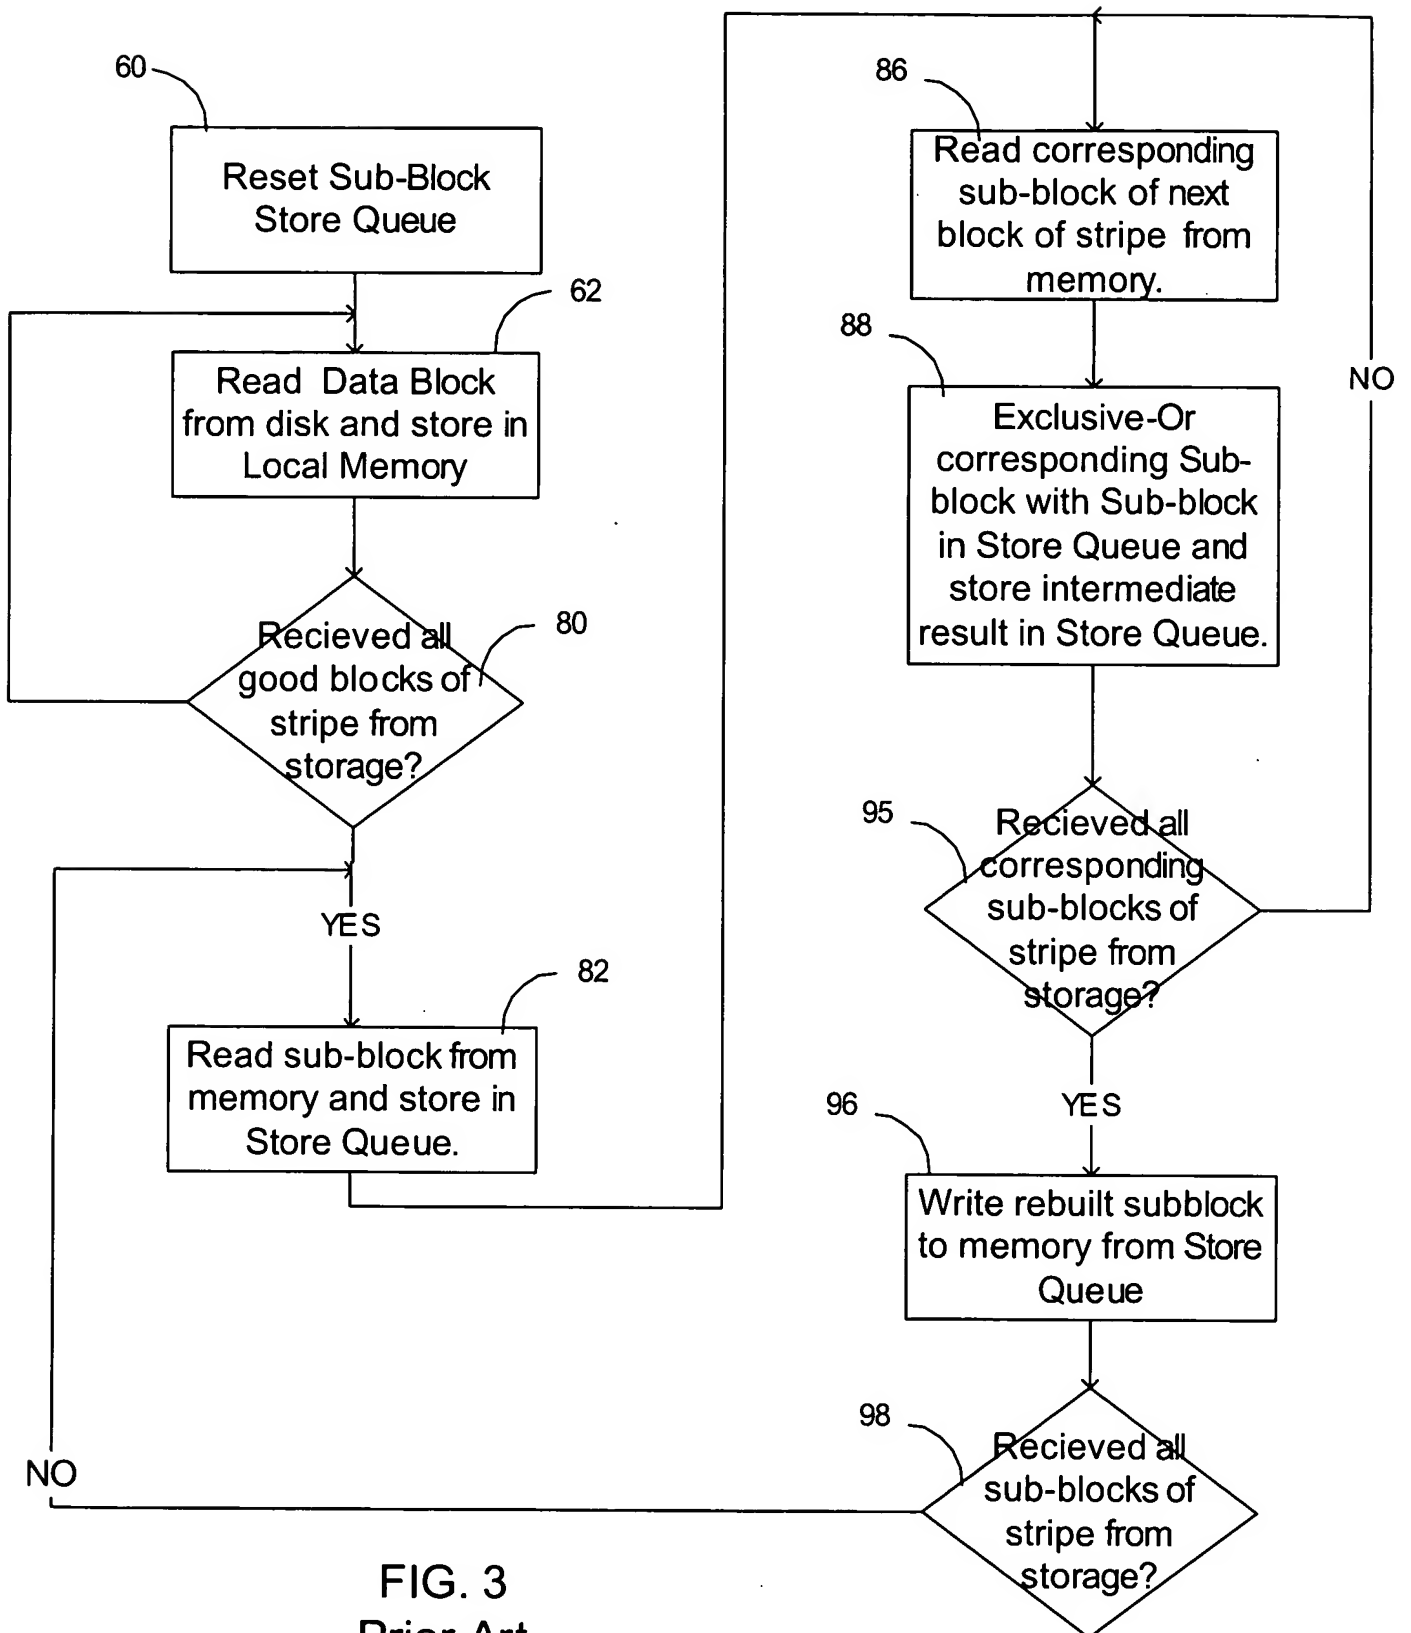 60
Reset Sub-Block
Store Queue
62
Read Data Block
from disk and store in
Local Memory
Recieved all
good blocks of
stripe from
storage?
80
YES
82
Read sub-block from
memory and store in
Store Queue.
NO
86
Read corresponding
sub-block of next
block of stripe from
memory.
88
Exclusive-Or
corresponding Sub-
block with Sub-block
in Store Queue and
store intermediate
result in Store Queue.
NO
95
Recieved all
corresponding
sub-blocks of
stripe from
storage?
YES
96
Write rebuilt subblock
to memory from Store
Queue
98
Recieved all
sub-blocks of
stripe from
storage?
FIG. 3
Prior Art